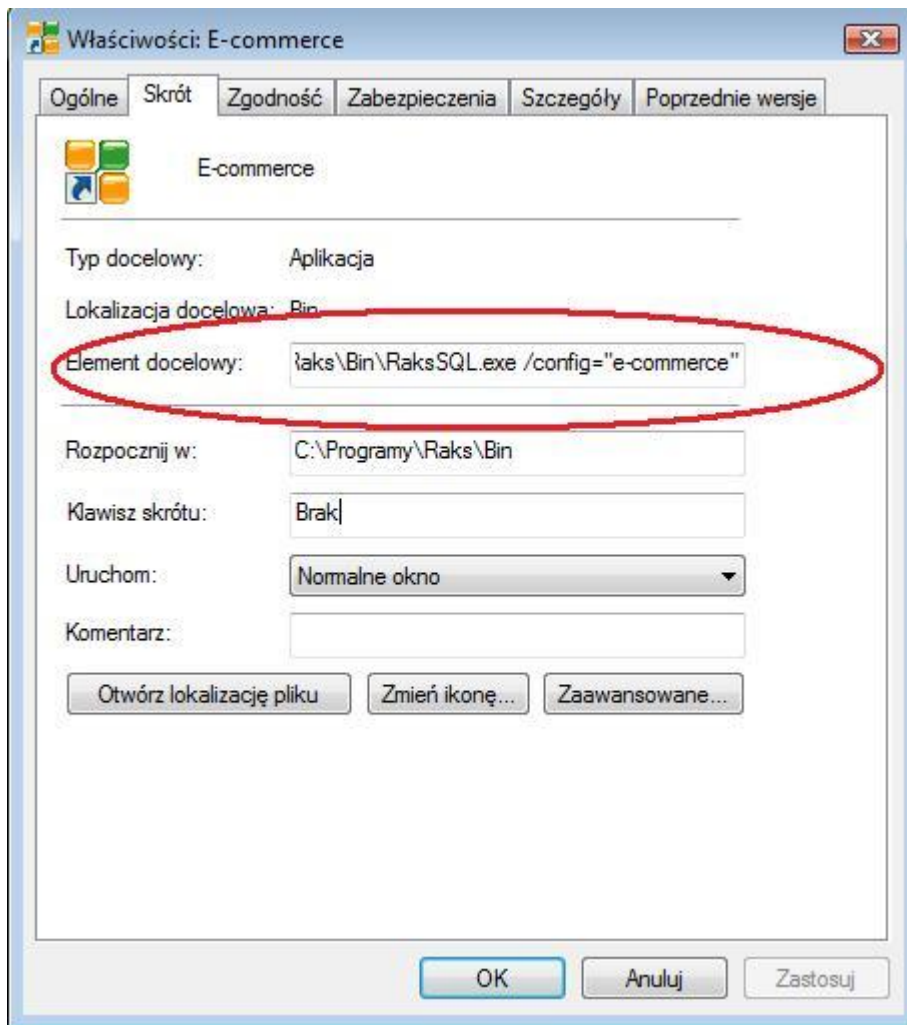 Właściwości: E-commerce
Ogólne Skrót Zgodność Zabezpieczenia Szczegóły Poprzednie wersje
E-commerce
Typ docelowy: Aplikacja
Lokalizacja docelowa: Bin
Element docelowy: Raks\Bin\RaksSQL.exe /config="e-commerce"
Rozpocznij w: C:\Programy\Raks\Bin
Klawisz skrótu: Brak
Uruchom: Normalne okno
Komentarz:
Otwórz lokalizację pliku Zmień ikonę... Zaawansowane...
OK Anuluj Zastosuj